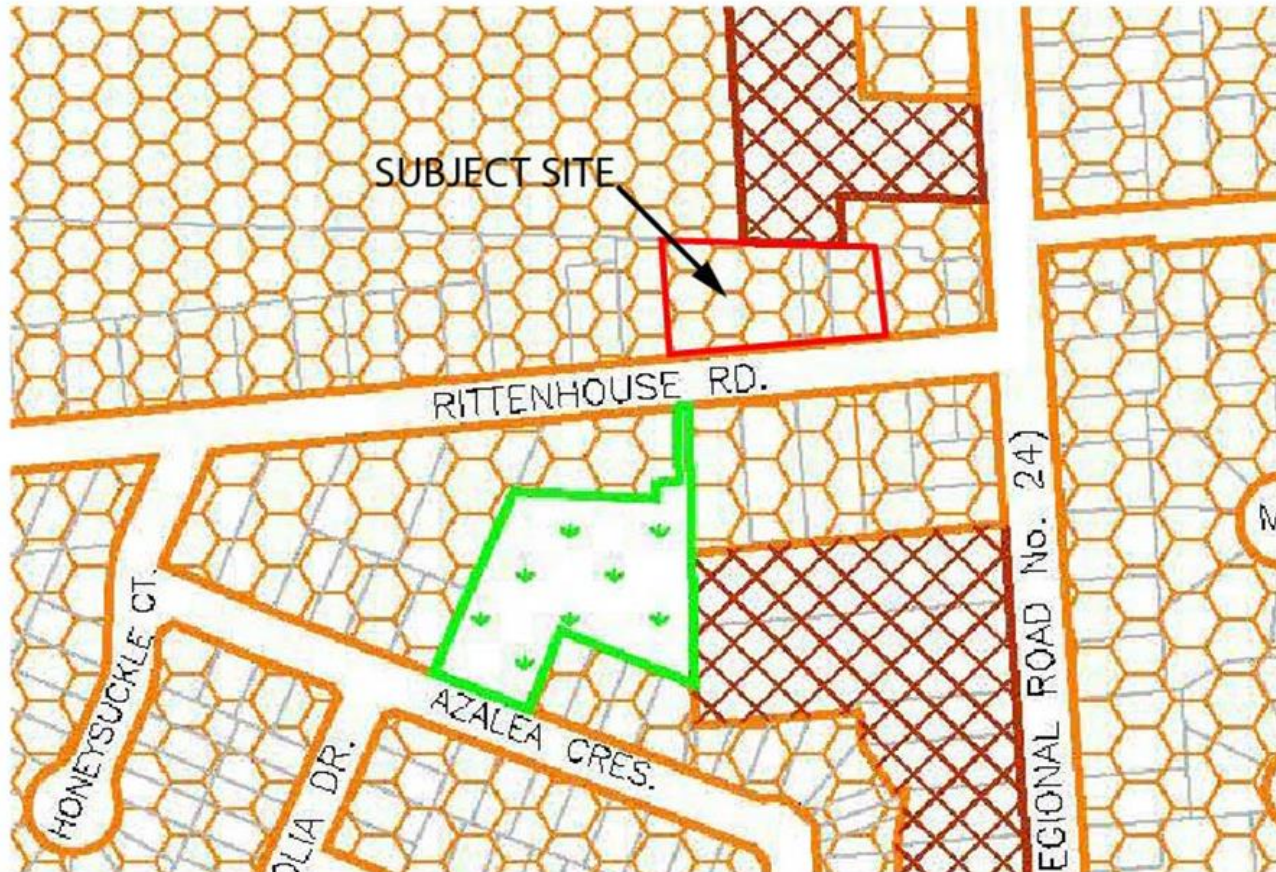 SUBJECT SITE
RITTENHOUSE RD.
EGIONAL ROAD No. 24)
HONEYSUCKLE CT.
AZALEA CRES.
OLIA DR.